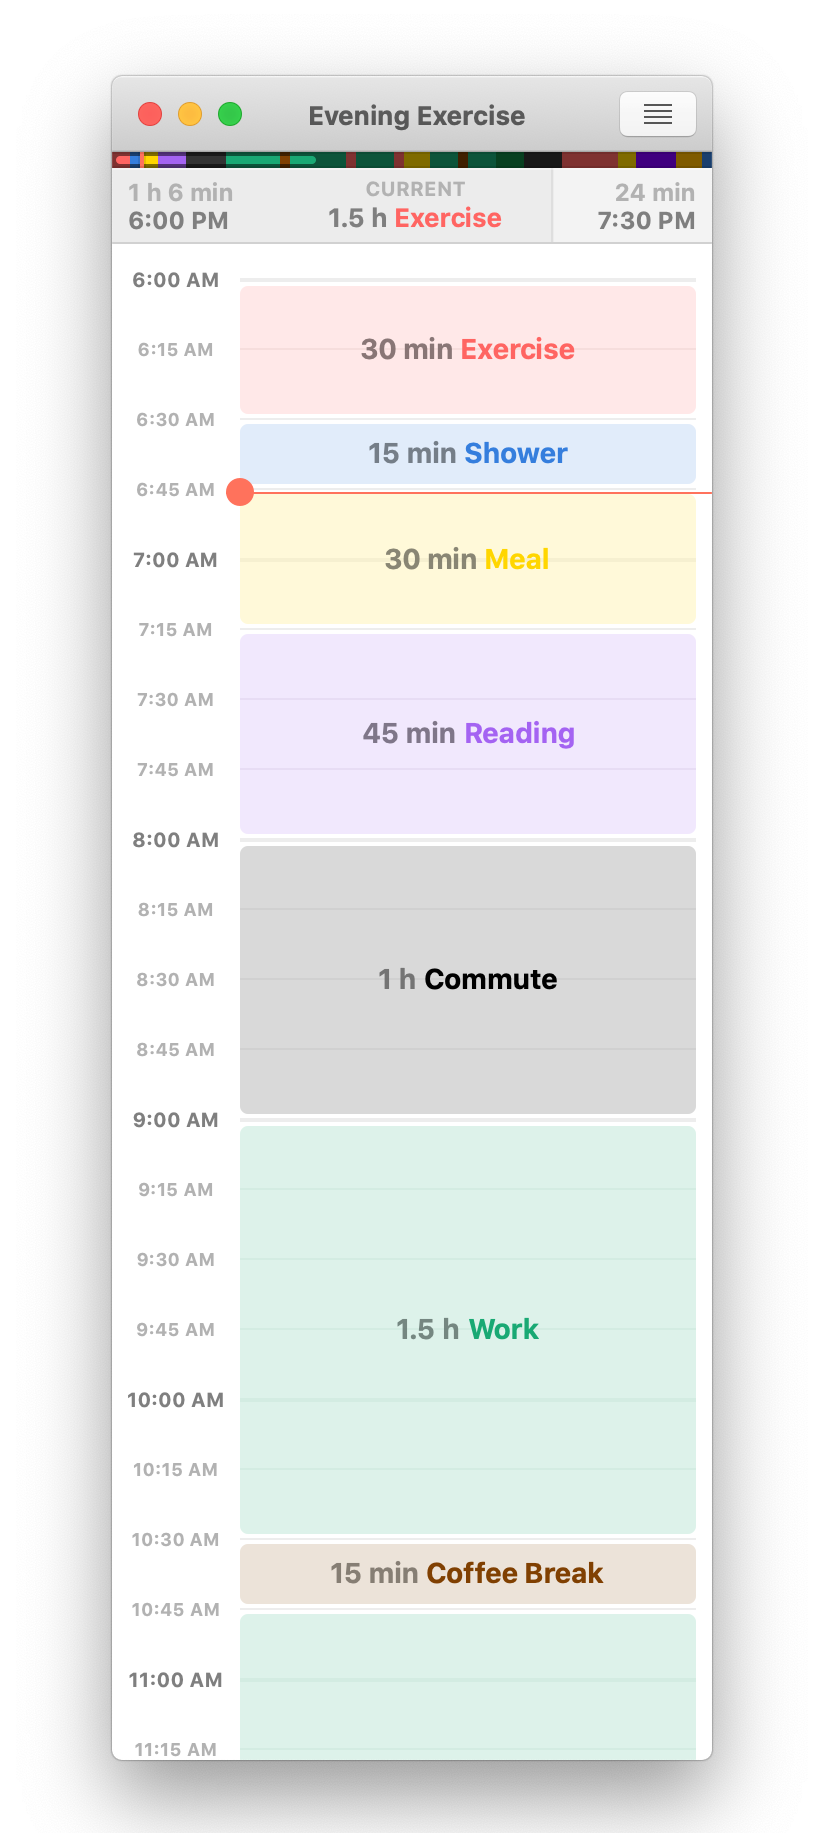 Evening Exercise
1 h 6 min
6:00 PM
CURRENT
1.5 h Exercise
24 min
7:30 PM
6:00 AM
30 min Exercise
6:15 AM
6:30 AM
15 min Shower
6:45 AM
7:00 AM
30 min Meal
7:15 AM
7:30 AM
45 min Reading
7:45 AM
8:00 AM
8:15 AM
8:30 AM
1 h Commute
8:45 AM
9:00 AM
9:15 AM
9:30 AM
9:45 AM
1.5 h Work
10:00 AM
10:15 AM
10:30 AM
15 min Coffee Break
10:45 AM
11:00 AM
11:15 AM